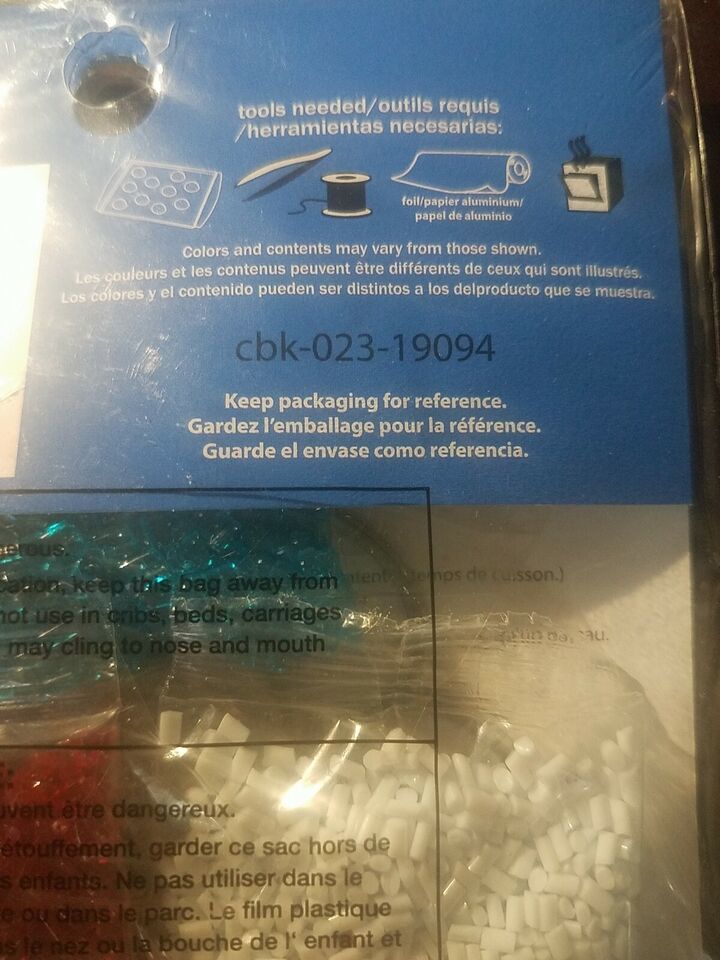 tools needed/outils requis
/herramientas necesarias:
foil/papier aluminium/
papel de aluminio
Colors and contents may vary from those shown.
Les couleurs et les contenus peuvent être différents de ceux qui sont illustrés.
Los colores y el contenido pueden ser distintos a los delproducto que se muestra.
cbk-023-19094
Keep packaging for reference.
Gardez l'emballage pour la référence.
Guarde el envase como referencia.
keep this bag away from
temps de cuisson.)
not use in cribs, beds, carriages
may cling to nose and mouth
être dangereux.
étouffement, garder ce sac hors de
s enfants. Ne pas utiliser dans le
ou dans le parc. Le film plastique
le nez ou la bouche de l' enfant et